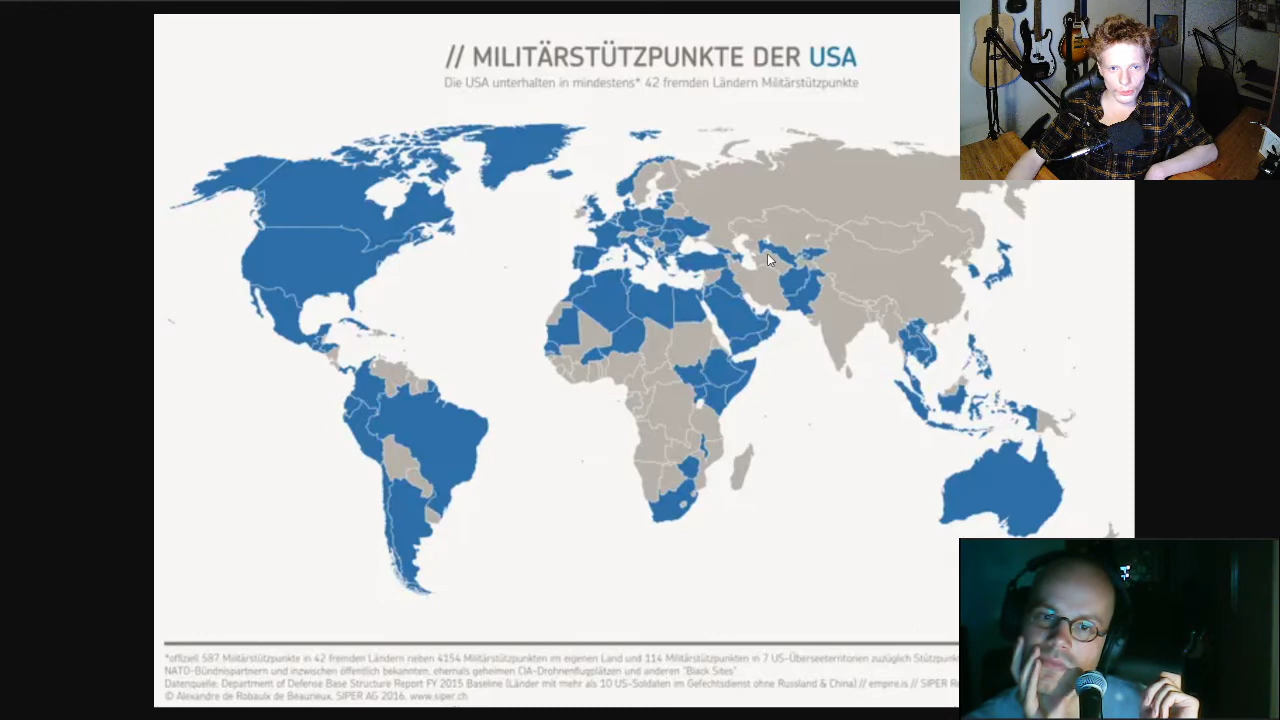 // MILITÄRSTÜTZPUNKTE DER USA
Die USA unterhalten in mindestens* 42 fremden Ländern Militärstützpunkte
*offiziell 587 Militärstützpunkte in 42 fremden Ländern neben 4154 Militärstützpunkten im eigenen Land und 114 Militärstützpunkten in 7 US-Überseeterritorien zuzüglich Stützpunk
NATO-Bündnispartnern und inzwischen öffentlich bekannten, ehemals geheimen CIA-Drohnenflugplätzen und anderen "Black Sites"
Datenquelle: Department of Defense Base Structure Report FY 2015 Baseline (Länder mit mehr als 10 US-Soldaten im Gefechtsdienst ohne Russland & China) // empire.is // SIPER R
© Alexandre de Robaulx de Beaurieux, SIPER AG 2016, www.siper.ch